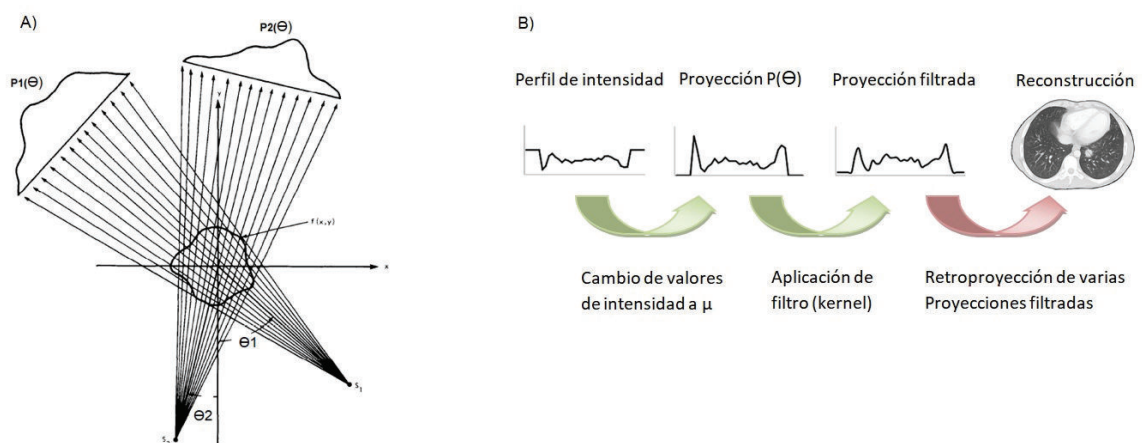 A)
P1(Θ)
P2(Θ)
Y
f(x,y)
x
Θ1
Θ2
S1
B)
Perfil de intensidad
Proyección P(Θ)
Proyección filtrada
Reconstrucción
Cambio de valores
de intensidad a μ
Aplicación de
filtro (kernel)
Retroproyección de varias
Proyecciones filtradas